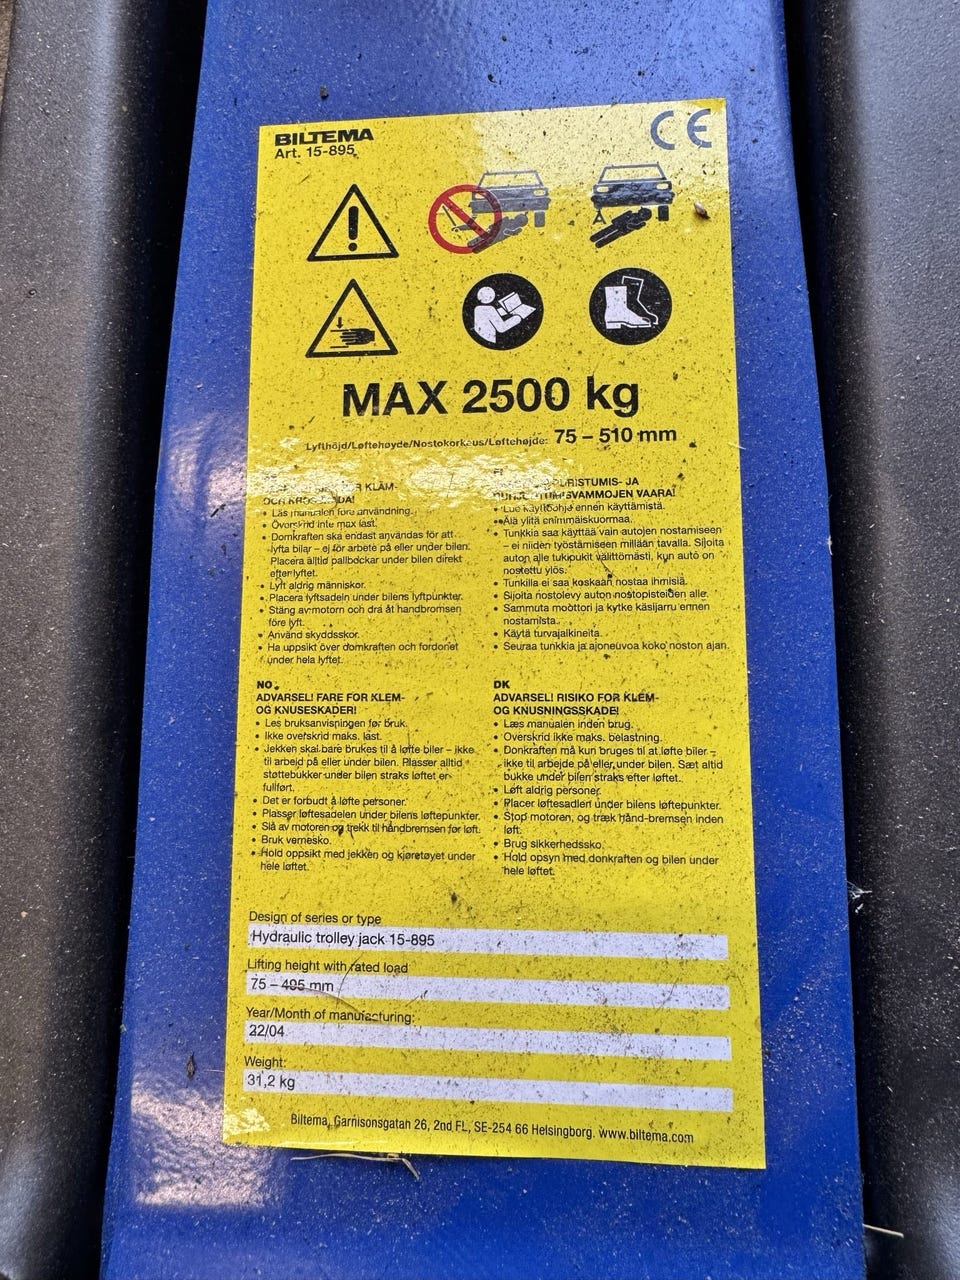 BILTEMA
Art. 15-895
CE
MAX 2500 kg
Lyfthöjd/Løftehøyde/Nostokorkeus/Løftehøjde: 75 – 510 mm
KLÄM-
OCH
• Läs manualen före användning.
• Överskrid inte max last.
• Domkraften ska endast användas för att
lyfta bilar – ej för arbete på eller under bilen.
Placera alltid pallbockar under bilen direkt
efter lyftet.
• Lyft aldrig människor.
• Placera lyftsadeln under bilens lyftpunkter.
• Stäng av motorn och dra åt handbromsen
före lyft.
• Använd skyddsskor.
• Ha uppsikt över domkraften och fordonet
under hela lyftet.
FI
PURISTUMIS- JA
RUHJOUTUMISVAMMOJEN VAARA!
• Lue käyttöohje ennen käyttämistä.
• Älä ylitä enimmäiskuormaa.
• Tunkkia saa käyttää vain autojen nostamiseen
– ei niiden työstämiseen millään tavalla. Sijoita
auton alle tukipukit välittömästi, kun auto on
nostettu ylös.
• Tunkilla ei saa koskaan nostaa ihmisiä.
• Sijoita nostolevy auton nostopisteiden alle.
• Sammuta moottori ja kytke käsijarru ennen
nostamista.
• Käytä turvajalkineita.
• Seuraa tunkkia ja ajoneuvoa koko noston ajan.
NO
ADVARSEL! FARE FOR KLEM-
OG KNUSESKADER!
• Les bruksanvisningen før bruk.
• Ikke overskrid maks. last.
• Jekken skal bare brukes til å løfte biler – ikke
til arbeid på eller under bilen. Plasser alltid
støttebukker under bilen straks løftet er
fullført.
• Det er forbudt å løfte personer.
• Plasser løftesadelen under bilens løftepunkter.
• Slå av motoren og trekk til håndbremsen før løft.
• Bruk vernesko.
• Hold oppsikt med jekken og kjøretøyet under
hele løftet.
DK
ADVARSEL! RISIKO FOR KLEM-
OG KNUSNINGSSKADE!
• Læs manualen inden brug.
• Overskrid ikke maks. belastning.
• Donkraften må kun bruges til at løfte biler –
ikke til arbejde på eller under bilen. Sæt altid
bukke under bilen straks efter løftet.
• Løft aldrig personer.
• Placer løftesadlen under bilens løftepunkter.
• Stop motoren, og træk hånd-bremsen inden
løft.
• Brug sikkerhedssko.
• Hold opsyn med donkraften og bilen under
hele løftet.
Design of series or type
Hydraulic trolley jack 15-895
Lifting height with rated load
75 – 495 mm
Year/Month of manufacturing:
22/04
Weight:
31,2 kg
Biltema, Garnisonsgatan 26, 2nd FL, SE-254 66 Helsingborg. www.biltema.com